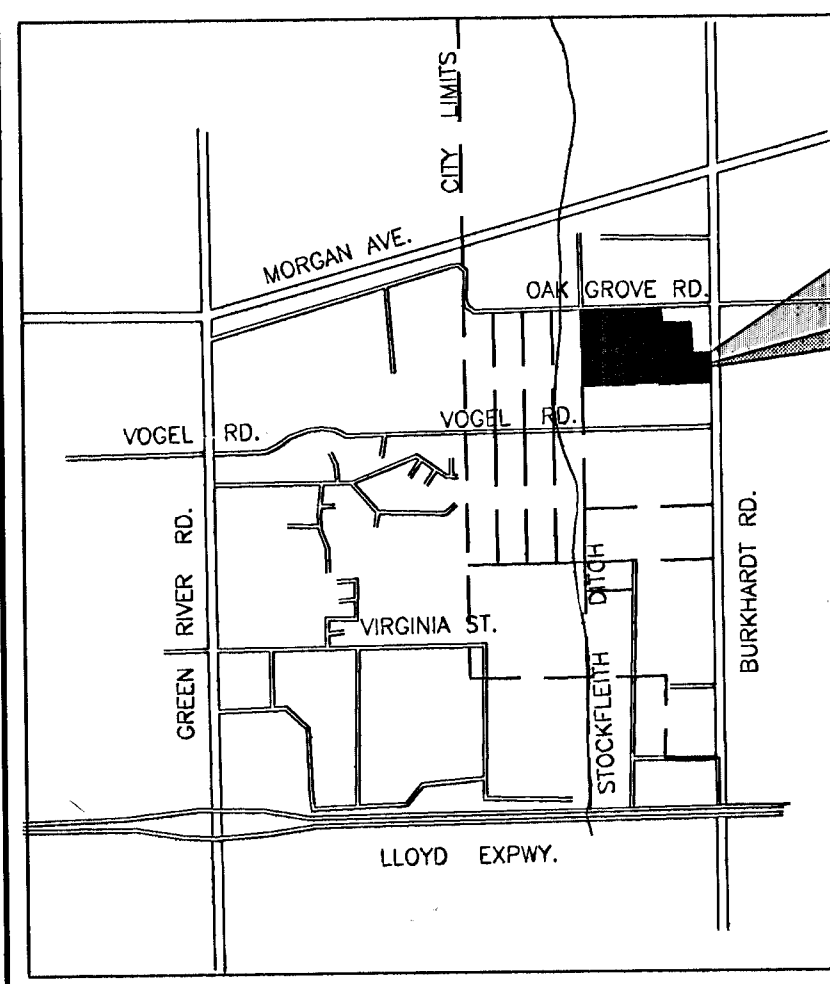 CITY LIMITS
MORGAN AVE.
OAK GROVE RD.
VOGEL RD.
VOGEL RD.
GREEN RIVER RD.
BURKHARDT RD.
STOCKFLEITH DITCH
VIRGINIA ST.
LLOYD EXPWY.